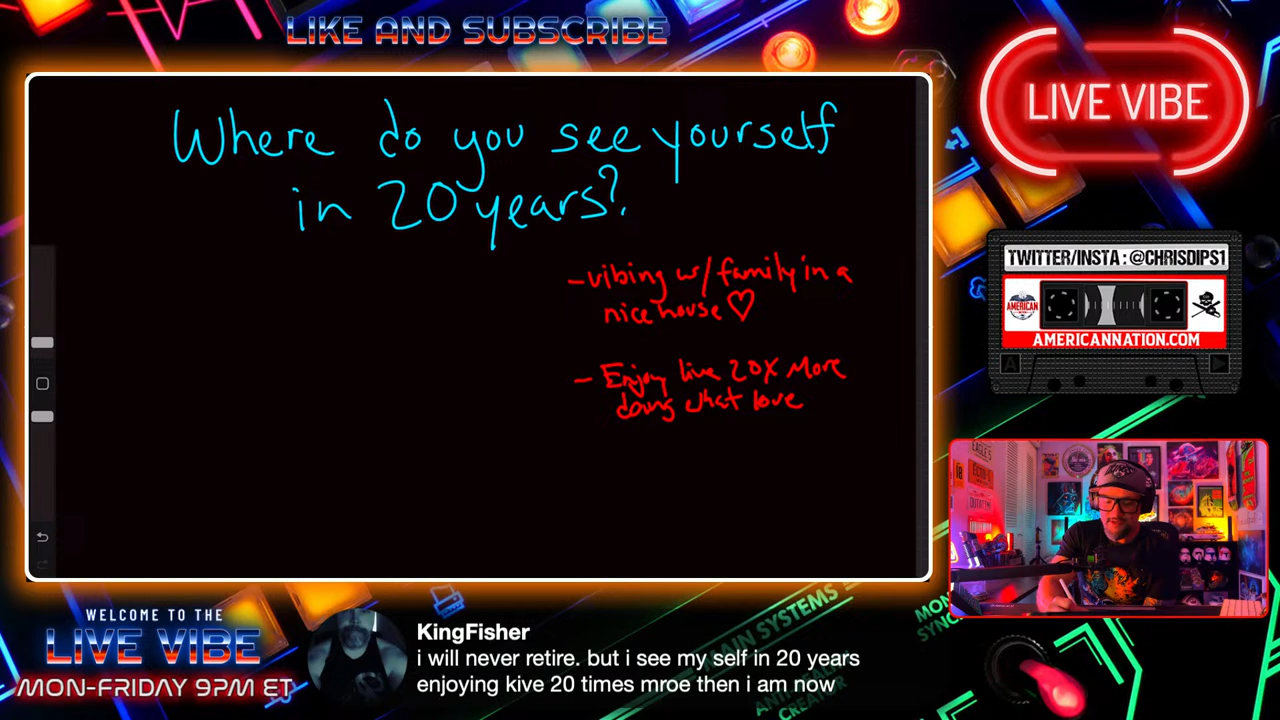 LIKE AND SUBSCRIBE
LIVE VIBE
Where do you see yourself
in 20 years?
-vibing w/ family in a
nice house ♡
- Enjoy live 20X More
doing what love
TWITTER/INSTA : @CHRISDIPS1
AMERICAN
AMERICANNATION.COM
A
WELCOME TO THE
LIVE VIBE
MON-FRIDAY 9PM ET
KingFisher
i will never retire. but i see my self in 20 years
enjoying kive 20 times mroe then i am now